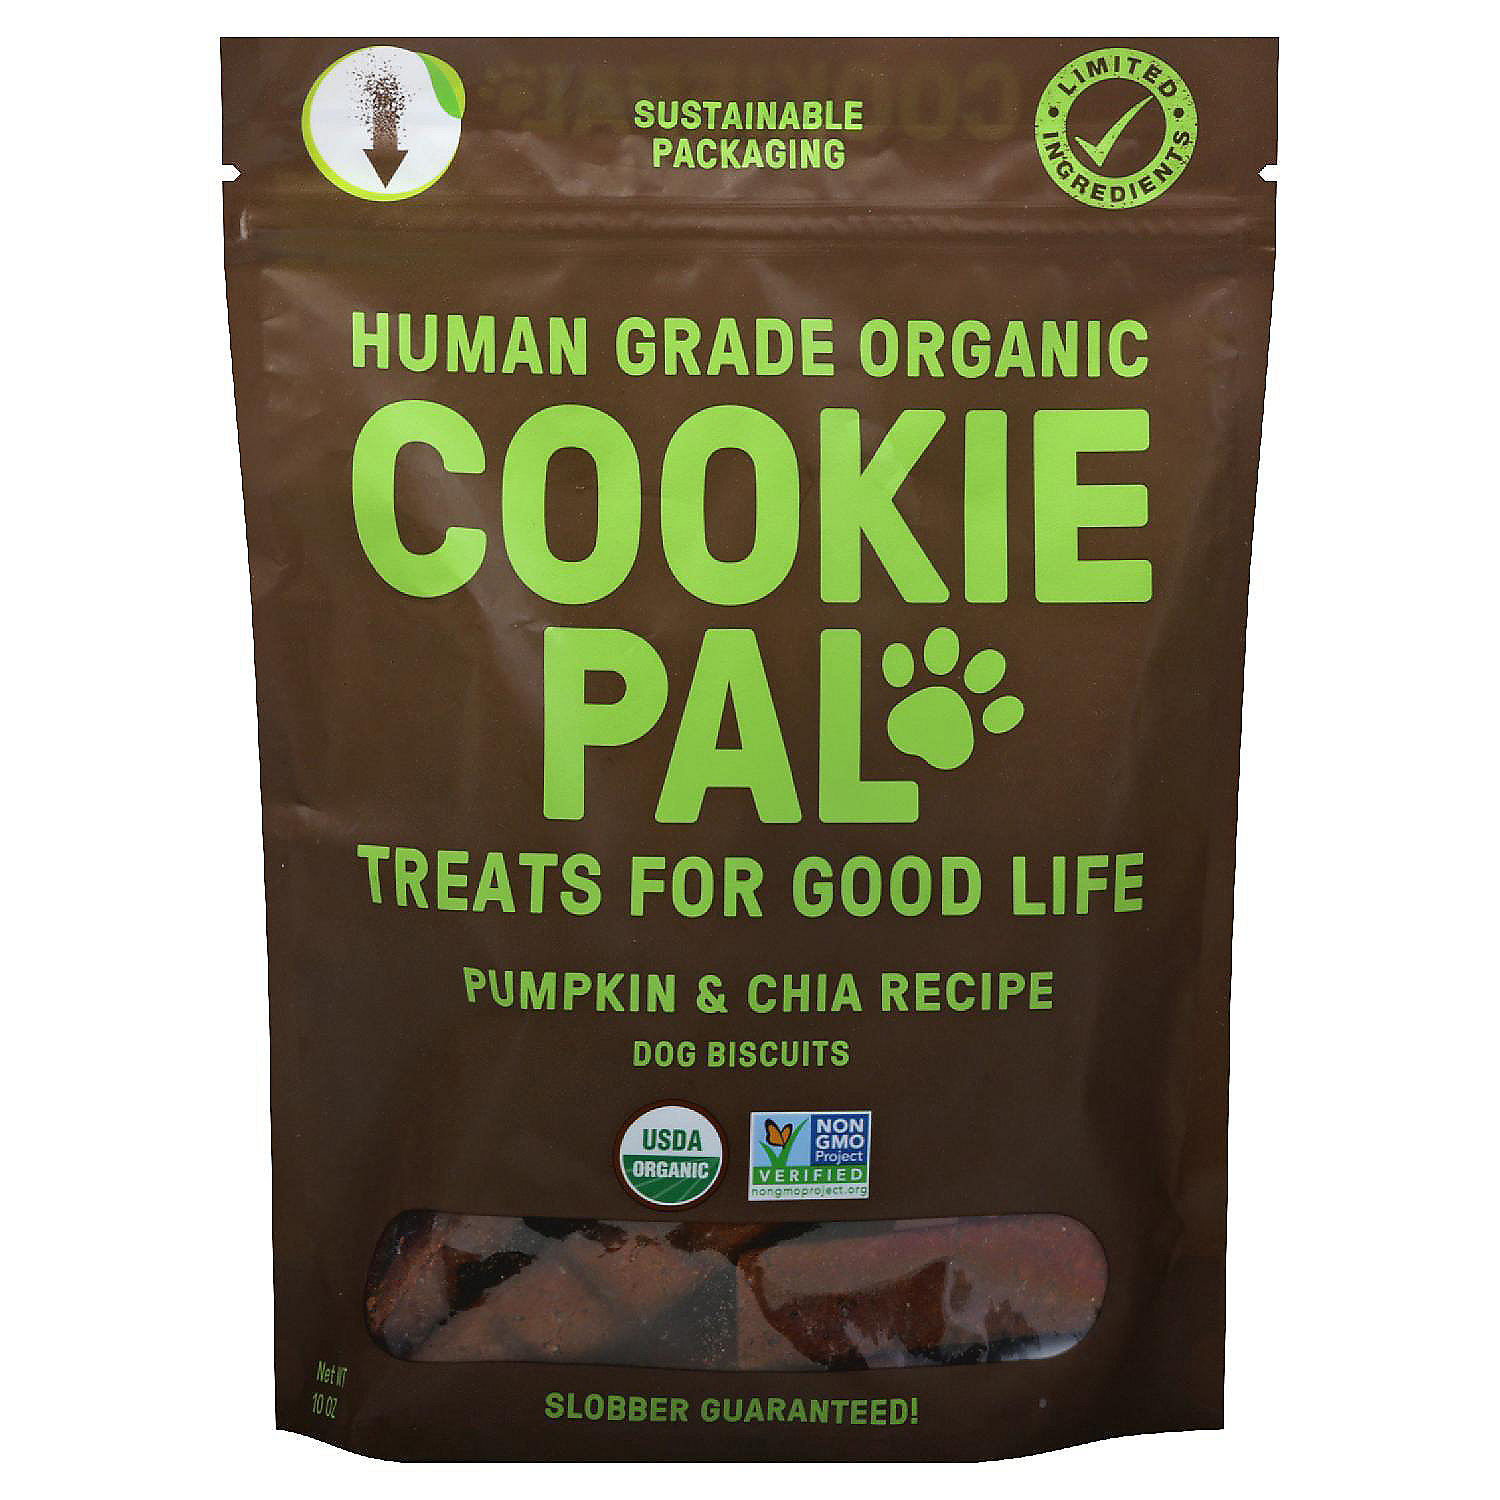 SUSTAINABLE
PACKAGING
LIMITED
INGREDIENTS
HUMAN GRADE ORGANIC
COOKIE
PAL
TREATS FOR GOOD LIFE
PUMPKIN & CHIA RECIPE
DOG BISCUITS
USDA
ORGANIC
NON
GMO
Project
VERIFIED
nongmoproject.org
Net WT
10 OZ
SLOBBER GUARANTEED!